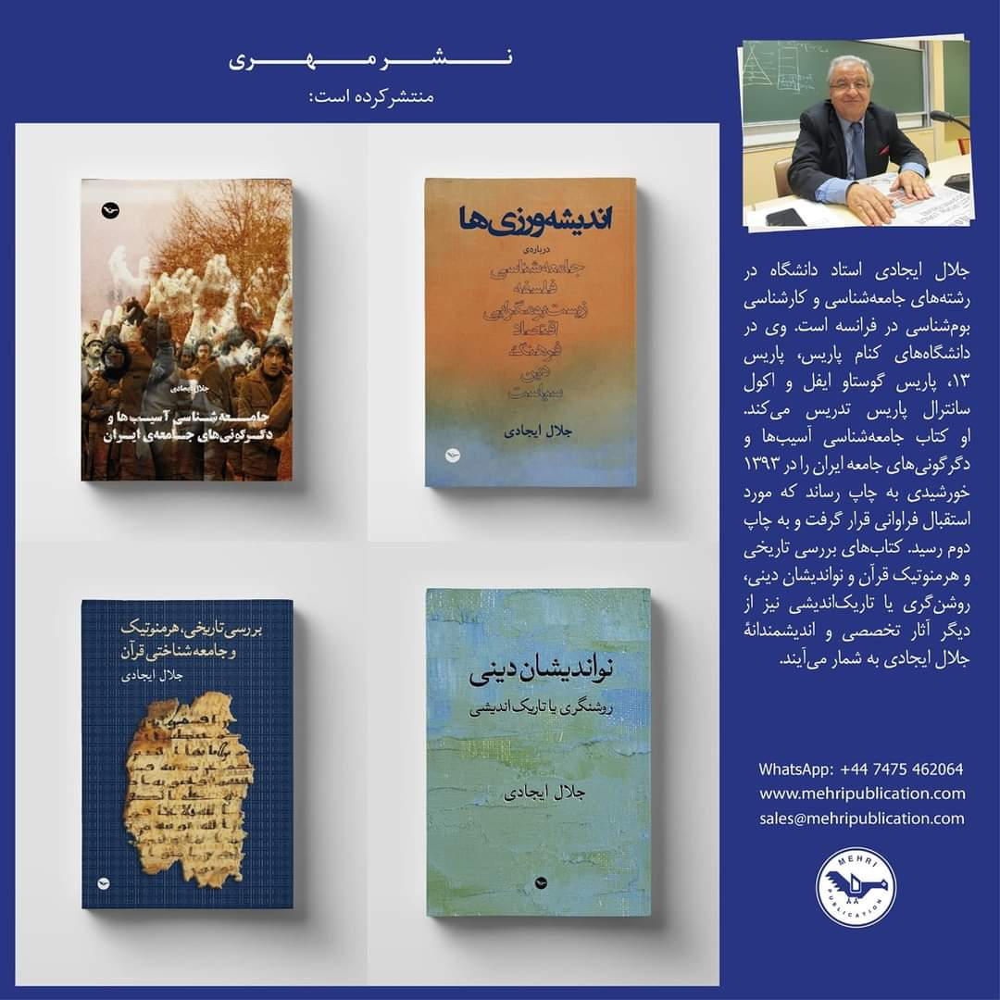 نـــشـــر مـــهـــری
منتشر کرده است:
جلال ایجادی
جامعه‌شناسی آسیب‌ها و
دگرگونی‌های جامعه‌ی ایران
اندیشه‌ورزی‌ها
درباره‌ی
جامعه‌شناسی
فلسفه
زیست‌بوم‌گرایی
اقتصاد
فرهنگ
دین
سیاست
جلال ایجادی
بررسی تاریخی، هرمنوتیک
و جامعه شناختی قرآن
جلال ایجادی
نواندیشان دینی
روشنگری یا تاریک اندیشی
جلال ایجادی
جلال ایجادی استاد دانشگاه در
رشته‌های جامعه‌شناسی و کارشناسی
بوم‌شناسی در فرانسه است. وی در
دانشگاه‌های کنام پاریس، پاریس
۱۳، پاریس گوستاو ایفل و اکول
سانترال پاریس تدریس می‌کند.
او کتاب جامعه‌شناسی آسیب‌ها و
دگرگونی‌های جامعه ایران را در ۱۳۹۳
خورشیدی به چاپ رساند که مورد
استقبال فراوانی قرار گرفت و به چاپ
دوم رسید. کتاب‌های بررسی تاریخی
و هرمنوتیک قرآن و نواندیشان دینی،
روشن‌گری یا تاریک‌اندیشی نیز از
دیگر آثار تخصصی و اندیشمندانهٔ
جلال ایجادی به شمار می‌آیند.
WhatsApp: +44 7475 462064
www.mehripublication.com
sales@mehripublication.com
MEHRI
PUBLICATION